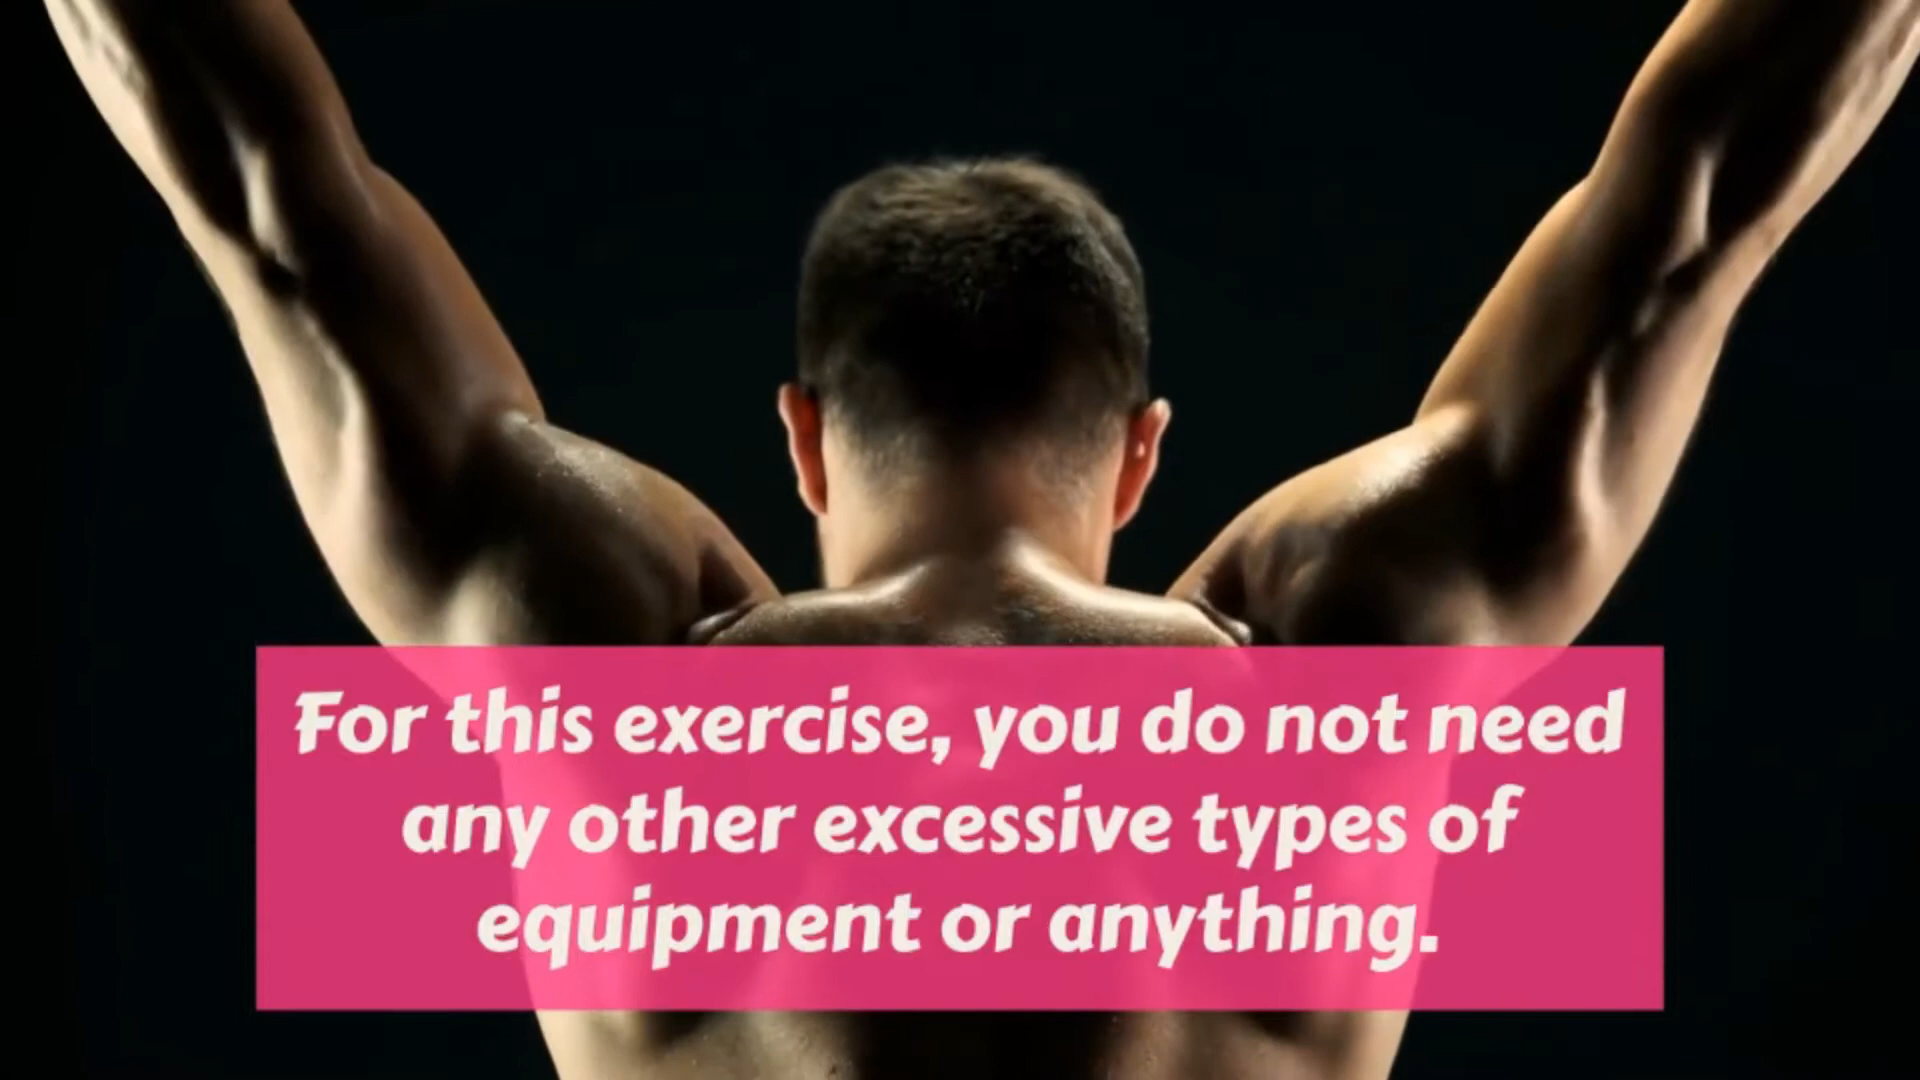 For this exercise, you do not need
any other excessive types of
equipment or anything.